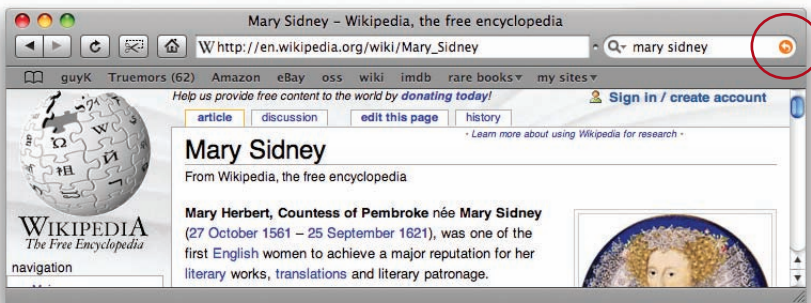 Mary Sidney – Wikipedia, the free encyclopedia
W http://en.wikipedia.org/wiki/Mary_Sidney
mary sidney
guyK Truemors (62) Amazon eBay oss wiki imdb rare books▾ my sites▾
Help us provide free content to the world by donating today!
Sign in / create account
article discussion edit this page history
- Learn more about using Wikipedia for research -
Mary Sidney
From Wikipedia, the free encyclopedia
Mary Herbert, Countess of Pembroke née Mary Sidney
(27 October 1561 – 25 September 1621), was one of the
first English women to achieve a major reputation for her
literary works, translations and literary patronage.
WIKIPEDIA
The Free Encyclopedia
navigation